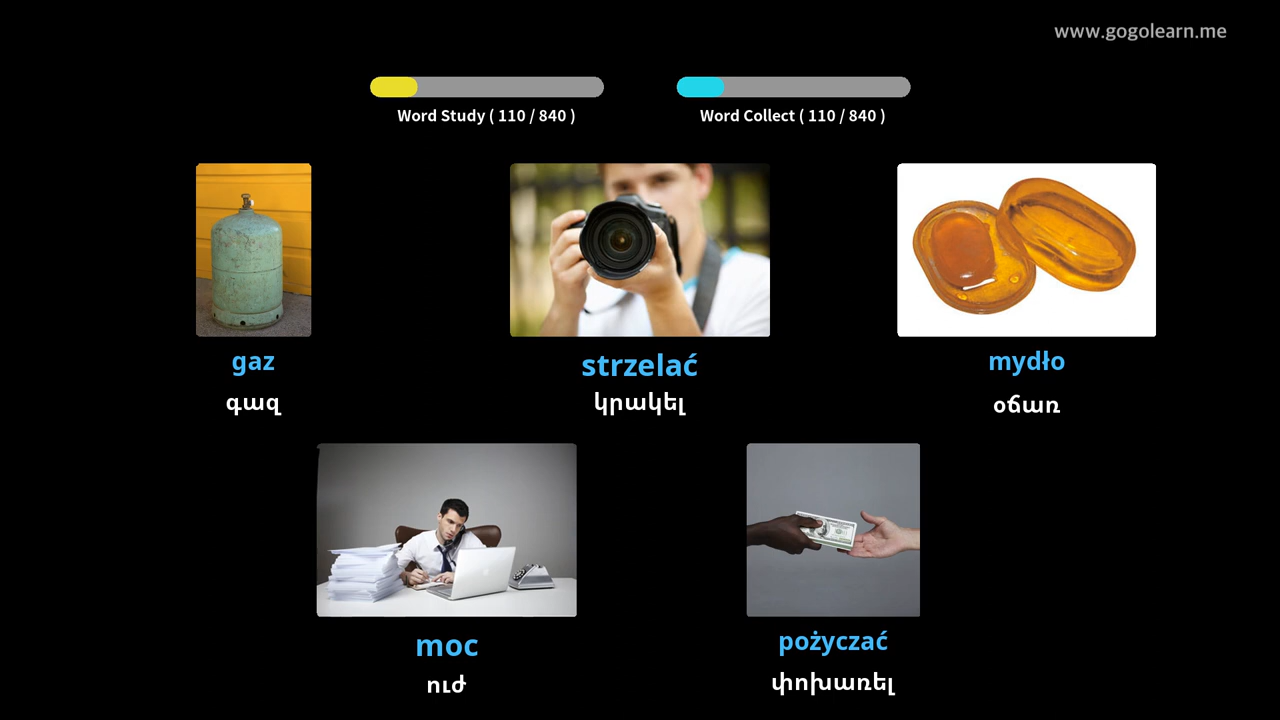 www.gogolearn.me
Word Study ( 110 / 840 )
Word Collect ( 110 / 840 )
gaz
գազ
strzelać
կրակել
mydło
օճառ
moc
ուժ
pożyczać
փոխառել